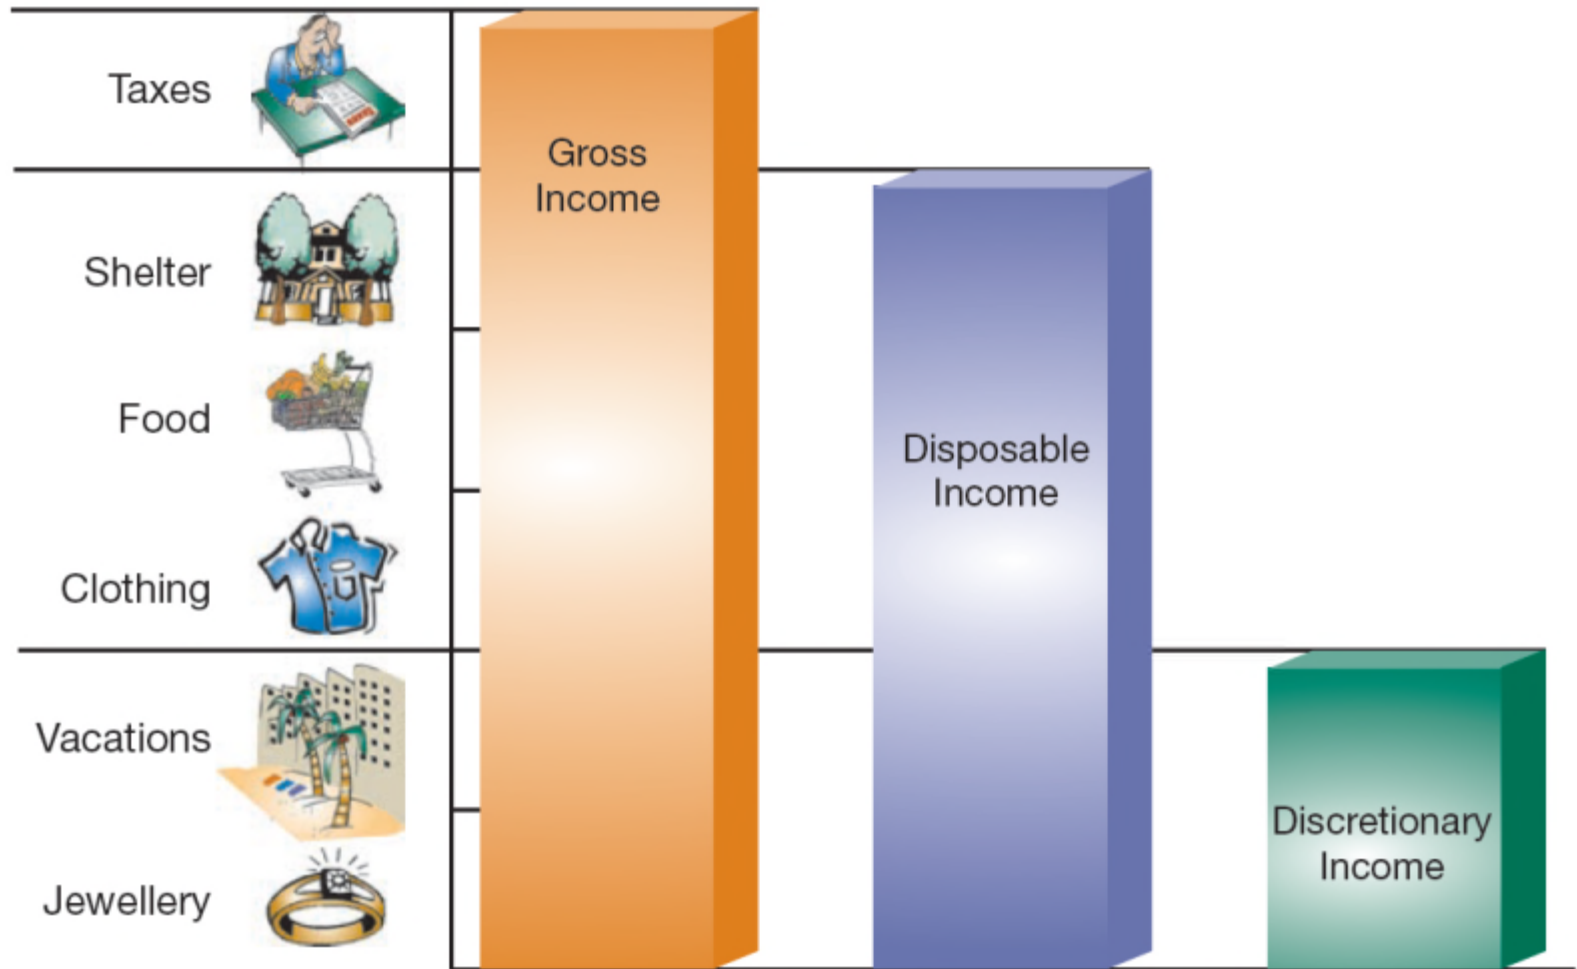 Taxes
Gross
Income
Shelter
Food
Disposable
Income
Clothing
Vacations
Discretionary
Income
Jewellery